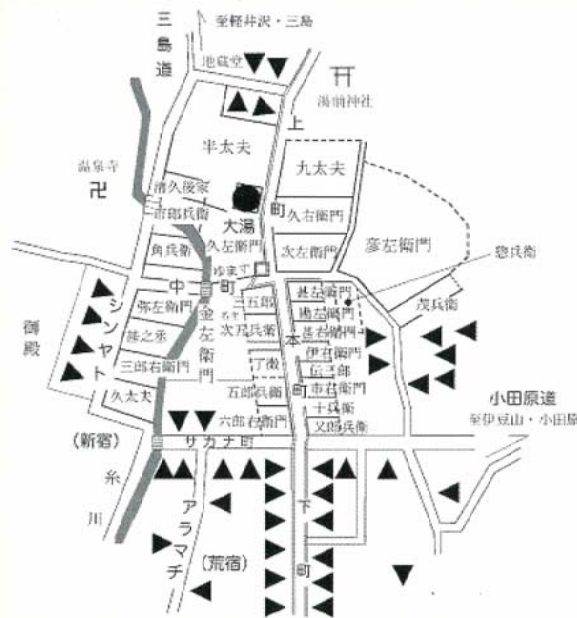 至軽井沢・三島
三島道
地蔵堂
湯前神社
上町
半太夫
九太夫
温泉寺
清久後家
市郎兵衛
大湯
久右衛門
彦左衛門
角兵衛
久左衛門
次左衛門
惣兵衛
ゆます
中町
御殿
シンヤト
弥左衛門
金左衛門
三五郎
甚左衛門
茂兵衛
勘左衛門
甚之丞
本町
甚右衛門
三郎右衛門
丁徹
伊右衛門
伝三郎
久太夫
五郎兵衛
市右衛門
小田原道
十兵衛
至伊豆山・小田原
(新宿)
六郎右衛門
又郎兵衛
サカナ町
糸川
アラマチ
下町
(荒宿)